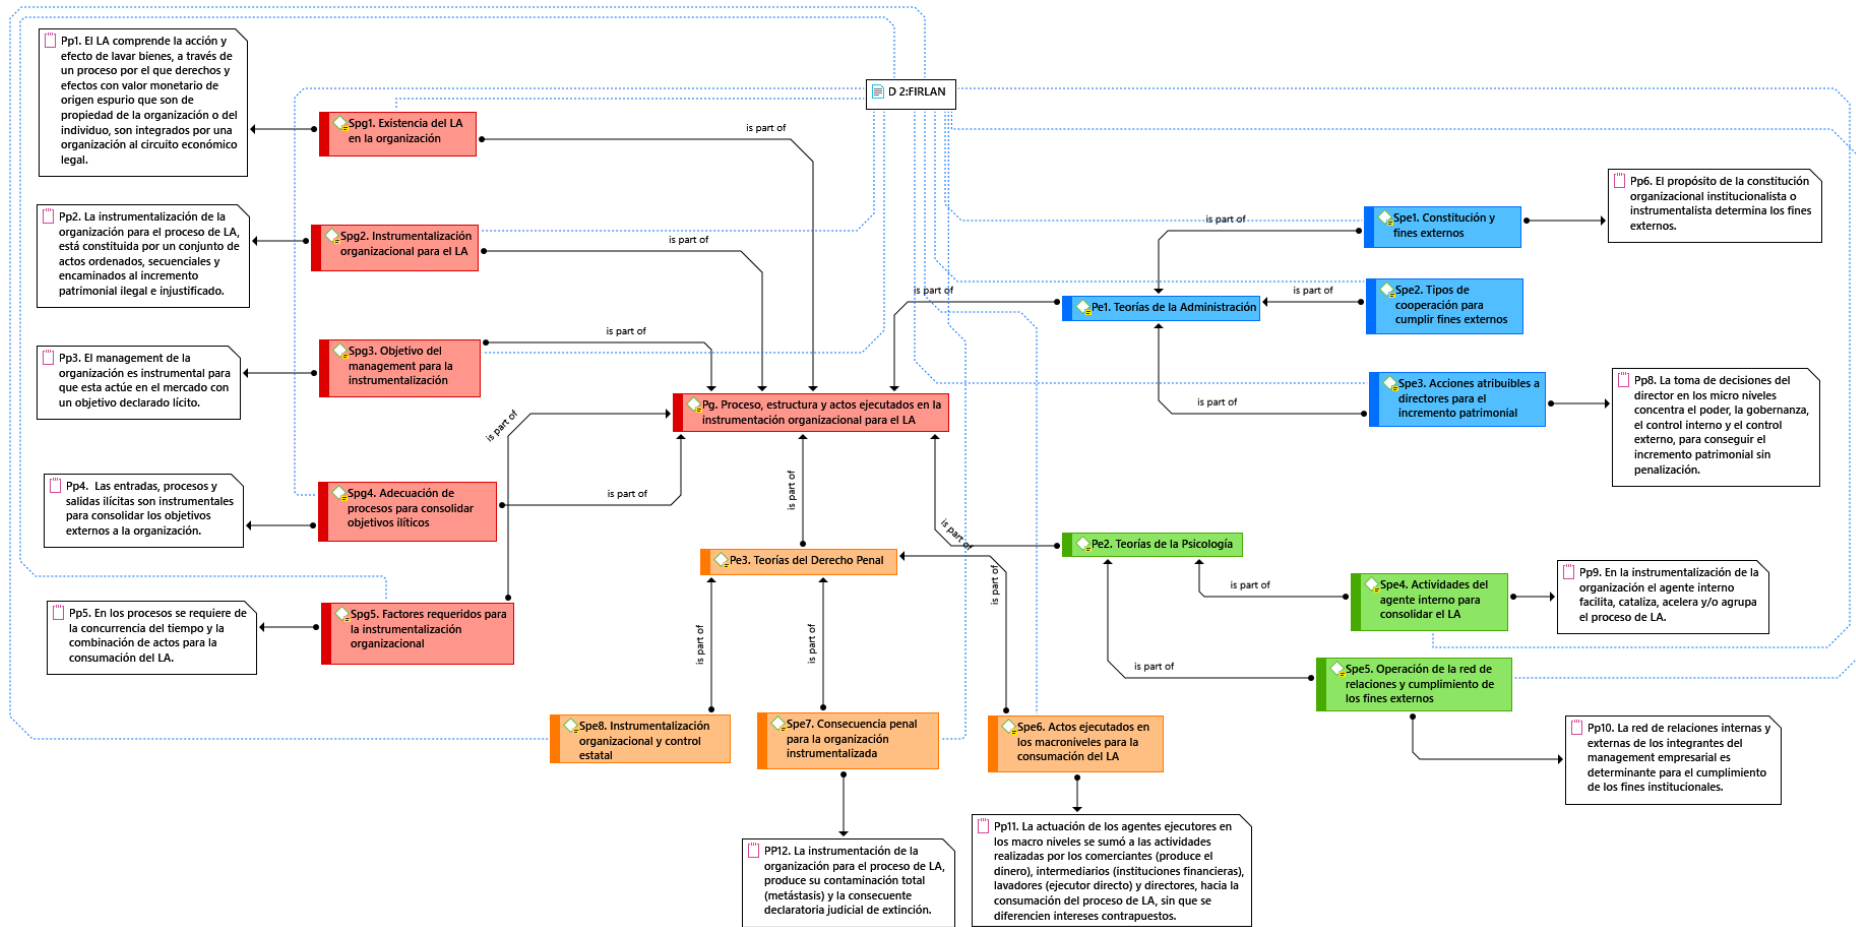 Pp1. El LA comprende la acción y
efecto de lavar bienes, a través de
un proceso por el que derechos y
efectos con valor monetario de
origen espurio que son de
propiedad de la organización o del
individuo, son integrados por una
organización al circuito económico
legal.
D 2:FIRLAN
Spg1. Existencia del LA
en la organización
is part of
Pp2. La instrumentalización de la
organización para el proceso de LA,
está constituida por un conjunto de
actos ordenados, secuenciales y
encaminados al incremento
patrimonial ilegal e injustificado.
Spg2. Instrumentalización
organizacional para el LA
is part of
Pp3. El management de la
organización es instrumental para
que esta actúe en el mercado con
un objetivo declarado lícito.
Spg3. Objetivo del
management para la
instrumentalización
is part of
Pg. Proceso, estructura y actos ejecutados en la
instrumentación organizacional para el LA
Pp4. Las entradas, procesos y
salidas ilícitas son instrumentales
para consolidar los objetivos
externos a la organización.
Spg4. Adecuación de
procesos para consolidar
objetivos ilíticos
is part of
Pp5. En los procesos se requiere de
la concurrencia del tiempo y la
combinación de actos para la
consumación del LA.
Spg5. Factores requeridos para
la instrumentalización
organizacional
is part of
Spe1. Constitución y
fines externos
is part of
Pp6. El propósito de la constitución
organizacional institucionalista o
instrumentalista determina los fines
externos.
Pe1. Teorías de la Administración
is part of
Spe2. Tipos de
cooperación para
cumplir fines externos
is part of
Spe3. Acciones atribuibles a
directores para el
incremento patrimonial
is part of
Pp8. La toma de decisiones del
director en los micro niveles
concentra el poder, la gobernanza,
el control interno y el control
externo, para conseguir el
incremento patrimonial sin
penalización.
Pe2. Teorías de la Psicología
is part of
Spe4. Actividades del
agente interno para
consolidar el LA
is part of
Pp9. En la instrumentalización de la
organización el agente interno
facilita, cataliza, acelera y/o agrupa
el proceso de LA.
Spe5. Operación de la red de
relaciones y cumplimiento de
los fines externos
is part of
Pp10. La red de relaciones internas y
externas de los integrantes del
management empresarial es
determinante para el cumplimiento
de los fines institucionales.
Pe3. Teorías del Derecho Penal
is part of
Spe8. Instrumentalización
organizacional y control
estatal
is part of
Spe7. Consecuencia penal
para la organización
instrumentalizada
is part of
Spe6. Actos ejecutados en
los macroniveles para la
consumación del LA
is part of
PP12. La instrumentación de la
organización para el proceso de LA,
produce su contaminación total
(metástasis) y la consecuente
declaratoria judicial de extinción.
Pp11. La actuación de los agentes ejecutores en
los macro niveles se sumó a las actividades
realizadas por los comerciantes (produce el
dinero), intermediarios (instituciones financieras),
lavadores (ejecutor directo) y directores, hacia la
consumación del proceso de LA, sin que se
diferencien intereses contrapuestos.